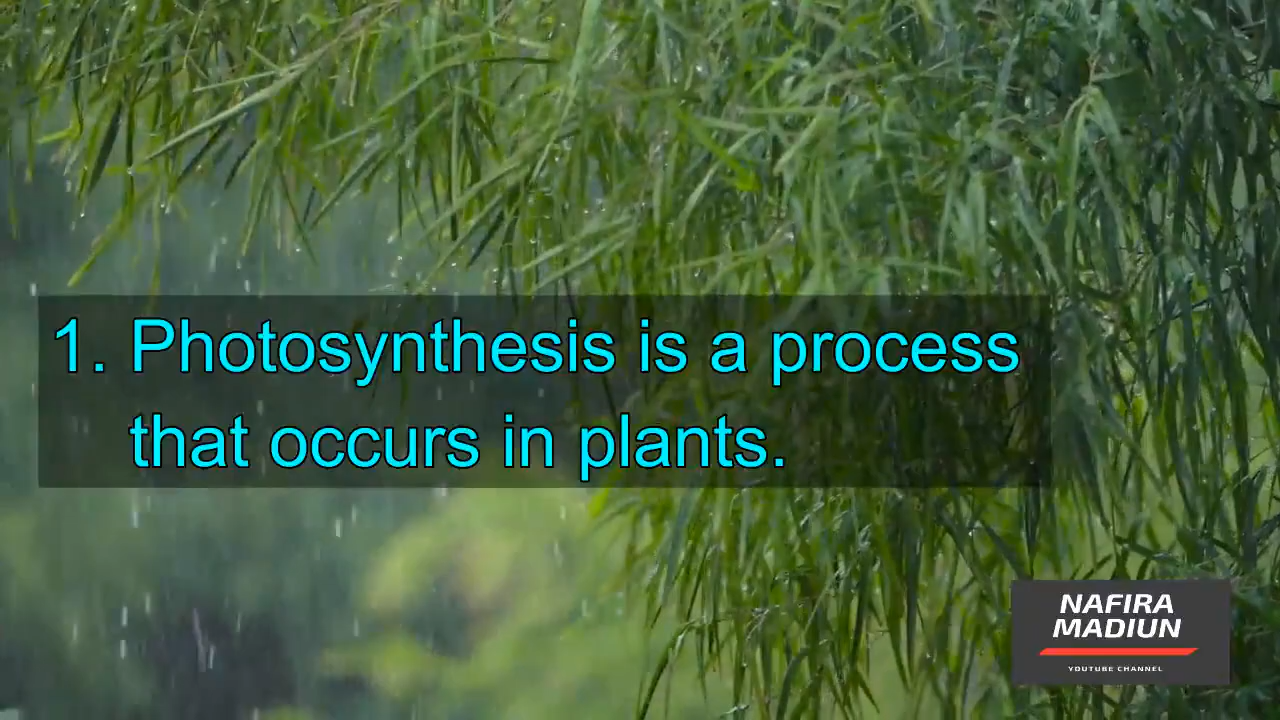 1. Photosynthesis is a process
that occurs in plants.
NAFIRA
MADIUN
YOUTUBE CHANNEL